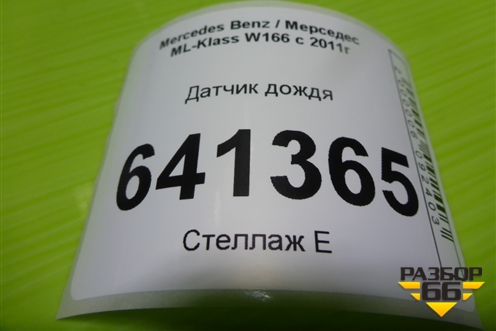 Mercedes Benz / Мерседес
ML-Klass W166 с 2011г
Датчик дождя
641365
Стеллаж Е
РАЗБОР
66